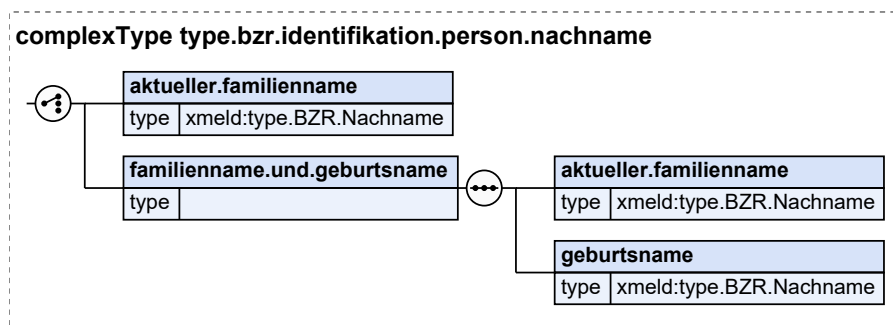 complexType type.bzr.identifikation.person.nachname
aktueller.familienname
type xmeld:type.BZR.Nachname
familienname.und.geburtsname
type
aktueller.familienname
type xmeld:type.BZR.Nachname
geburtsname
type xmeld:type.BZR.Nachname